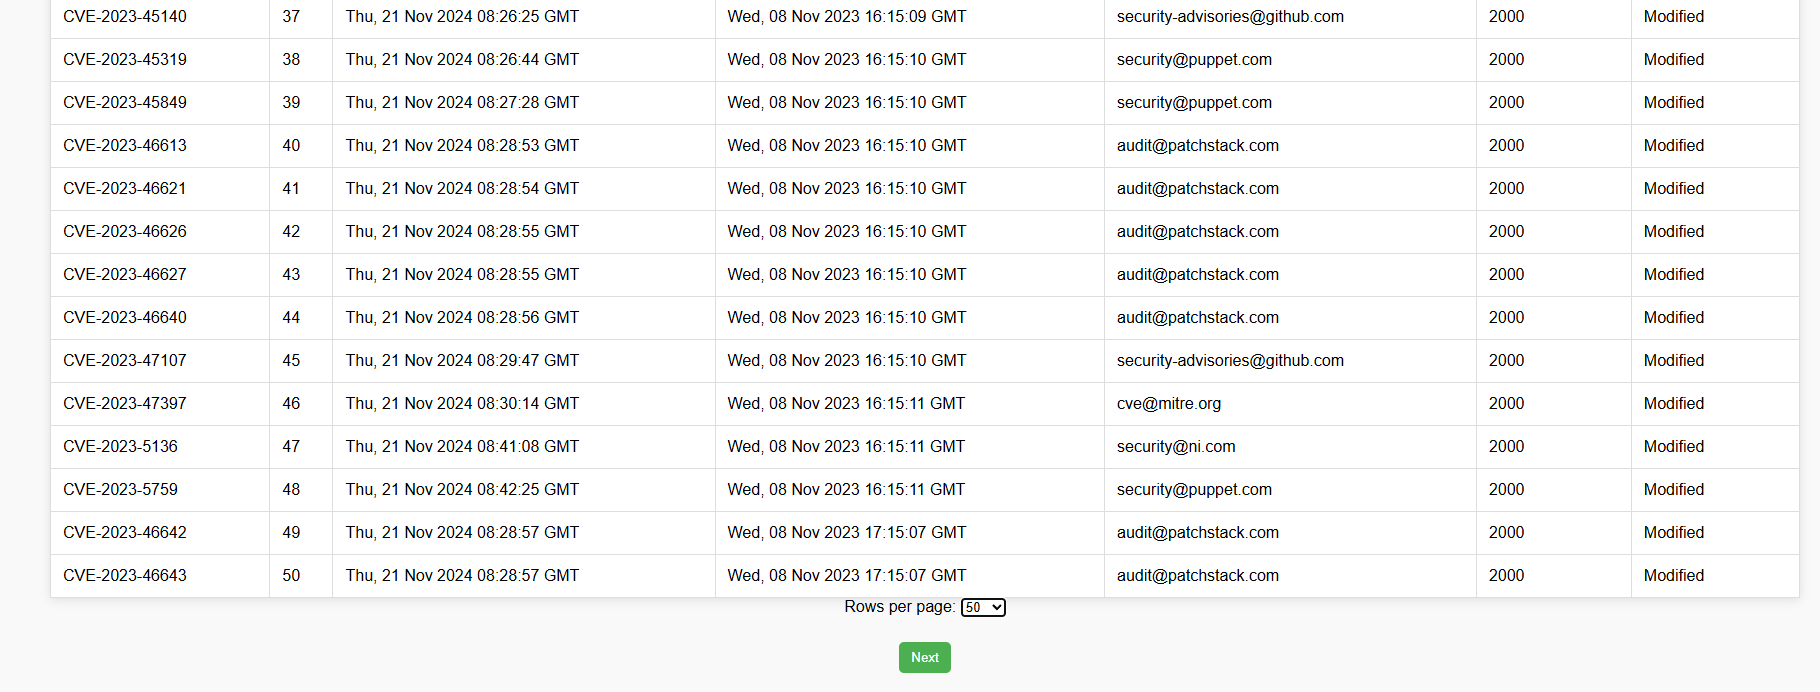 CVE-2023-45140 37 Thu, 21 Nov 2024 08:26:25 GMT Wed, 08 Nov 2023 16:15:09 GMT security-advisories@github.com 2000 Modified
CVE-2023-45319 38 Thu, 21 Nov 2024 08:26:44 GMT Wed, 08 Nov 2023 16:15:10 GMT security@puppet.com 2000 Modified
CVE-2023-45849 39 Thu, 21 Nov 2024 08:27:28 GMT Wed, 08 Nov 2023 16:15:10 GMT security@puppet.com 2000 Modified
CVE-2023-46613 40 Thu, 21 Nov 2024 08:28:53 GMT Wed, 08 Nov 2023 16:15:10 GMT audit@patchstack.com 2000 Modified
CVE-2023-46621 41 Thu, 21 Nov 2024 08:28:54 GMT Wed, 08 Nov 2023 16:15:10 GMT audit@patchstack.com 2000 Modified
CVE-2023-46626 42 Thu, 21 Nov 2024 08:28:55 GMT Wed, 08 Nov 2023 16:15:10 GMT audit@patchstack.com 2000 Modified
CVE-2023-46627 43 Thu, 21 Nov 2024 08:28:55 GMT Wed, 08 Nov 2023 16:15:10 GMT audit@patchstack.com 2000 Modified
CVE-2023-46640 44 Thu, 21 Nov 2024 08:28:56 GMT Wed, 08 Nov 2023 16:15:10 GMT audit@patchstack.com 2000 Modified
CVE-2023-47107 45 Thu, 21 Nov 2024 08:29:47 GMT Wed, 08 Nov 2023 16:15:10 GMT security-advisories@github.com 2000 Modified
CVE-2023-47397 46 Thu, 21 Nov 2024 08:30:14 GMT Wed, 08 Nov 2023 16:15:11 GMT cve@mitre.org 2000 Modified
CVE-2023-5136 47 Thu, 21 Nov 2024 08:41:08 GMT Wed, 08 Nov 2023 16:15:11 GMT security@ni.com 2000 Modified
CVE-2023-5759 48 Thu, 21 Nov 2024 08:42:25 GMT Wed, 08 Nov 2023 16:15:11 GMT security@puppet.com 2000 Modified
CVE-2023-46642 49 Thu, 21 Nov 2024 08:28:57 GMT Wed, 08 Nov 2023 17:15:07 GMT audit@patchstack.com 2000 Modified
CVE-2023-46643 50 Thu, 21 Nov 2024 08:28:57 GMT Wed, 08 Nov 2023 17:15:07 GMT audit@patchstack.com 2000 Modified
Rows per page: 50
Next